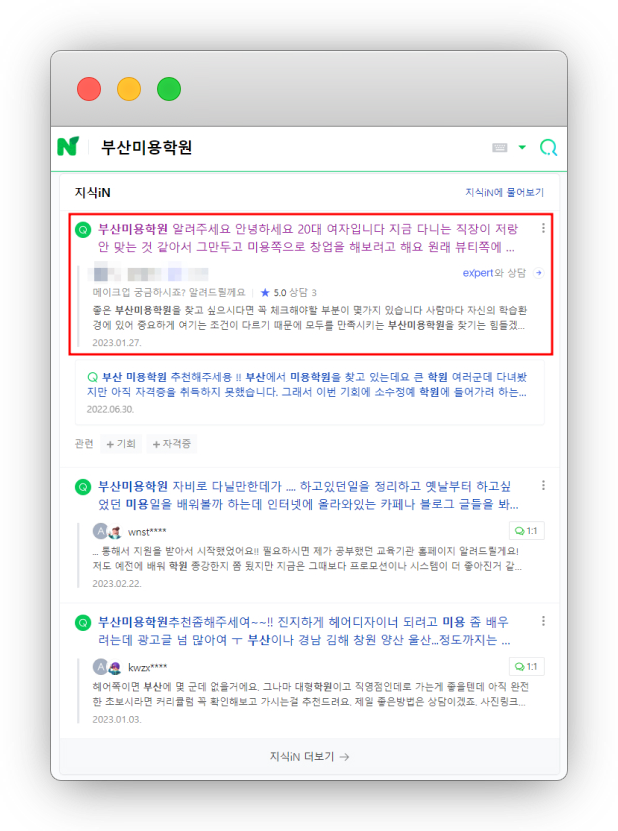 부산미용학원
지식iN
지식iN에 물어보기
부산미용학원 알려주세요 안녕하세요 20대 여자입니다 지금 다니는 직장이 저랑
안 맞는 것 같아서 그만두고 미용쪽으로 창업을 해보려고 해요 원래 뷰티쪽에 ...
expert와 상담
메이크업 궁금하시죠? 알려드릴께요 ★ 5.0 상담 3
좋은 부산미용학원을 찾고 싶으시다면 꼭 체크해야할 부분이 몇가지 있습니다 사람마다 자신의 학습환
경에 있어 중요하게 여기는 조건이 다르기 때문에 모두를 만족시키는 부산미용학원을 찾기는 힘들겠...
2023.01.27.
부산 미용학원 추천해주세용 !! 부산에서 미용학원을 찾고 있는데요 큰 학원 여러군데 다녀봤
지만 아직 자격증을 취득하지 못했습니다. 그래서 이번 기회에 소수정예 학원에 들어가려 하는...
2022.06.30.
관련 + 기회 + 자격증
부산미용학원 자비로 다닐만한데가 .... 하고있던일을 정리하고 옛날부터 하고싶
었던 미용일을 배워볼까 하는데 인터넷에 올라와있는 카페나 블로그 글들을 봐...
A wnst**** 1:1
... 통해서 지원을 받아서 시작했었어요!! 필요하시면 제가 공부했던 교육기관 홈페이지 알려드릴게요!
저도 예전에 배워 학원 종강한지 쫌 됬지만 지금은 그때보다 프로모션이나 시스템이 더 좋아진거 같...
2023.02.22.
부산미용학원추천좀해주세여~~!! 진지하게 헤어디자이너 되려고 미용 좀 배우
려는데 광고글 넘 많아여 ㅜ 부산이나 경남 김해 창원 양산 울산...정도까지는 ...
A kwzx**** 1:1
헤어쪽이면 부산에 몇 군데 없을거에요. 그나마 대형학원이고 직영점인데로 가는게 좋을텐데 아직 완전
한 초보시라면 커리큘럼 꼭 확인해보고 가시는걸 추천드려요. 제일 좋은방법은 상담이겠죠. 사진링크...
2023.01.03.
지식iN 더보기 →